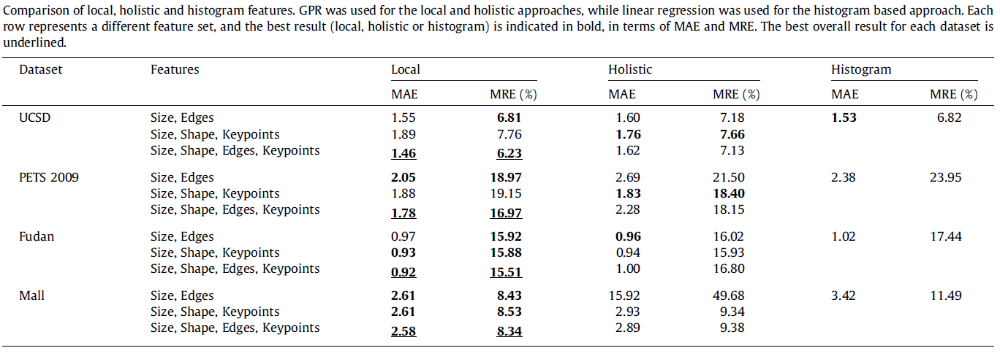 Comparison of local, holistic and histogram features. GPR was used for the local and holistic approaches, while linear regression was used for the histogram based approach. Each
row represents a different feature set, and the best result (local, holistic or histogram) is indicated in bold, in terms of MAE and MRE. The best overall result for each dataset is
underlined.
Dataset Features Local Holistic Histogram
MAE MRE (%) MAE MRE (%) MAE MRE (%)
UCSD Size, Edges 1.55 6.81 1.60 7.18 1.53 6.82
Size, Shape, Keypoints 1.89 7.76 1.76 7.66
Size, Shape, Edges, Keypoints 1.46 6.23 1.62 7.13
PETS 2009 Size, Edges 2.05 18.97 2.69 21.50 2.38 23.95
Size, Shape, Keypoints 1.88 19.15 1.83 18.40
Size, Shape, Edges, Keypoints 1.78 16.97 2.28 18.15
Fudan Size, Edges 0.97 15.92 0.96 16.02 1.02 17.44
Size, Shape, Keypoints 0.93 15.88 0.94 15.93
Size, Shape, Edges, Keypoints 0.92 15.51 1.00 16.80
Mall Size, Edges 2.61 8.43 15.92 49.68 3.42 11.49
Size, Shape, Keypoints 2.61 8.53 2.93 9.34
Size, Shape, Edges, Keypoints 2.58 8.34 2.89 9.38